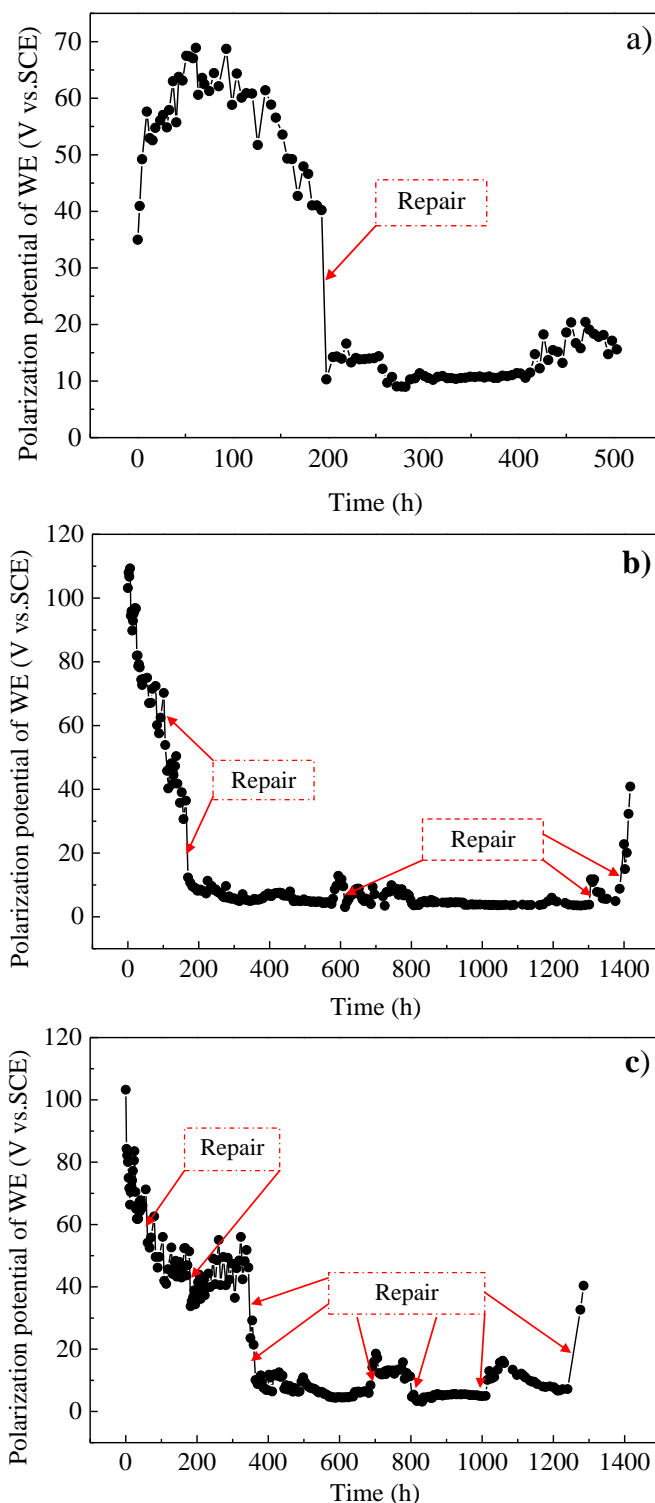 a)
70
60
50
40
30
20
10
0
Polarization potential of WE (V vs.SCE)
Repair
0 100 200 300 400 500
Time (h)
b)
120
100
80
60
40
20
0
Polarization potential of WE (V vs.SCE)
Repair
Repair
0 200 400 600 800 1000 1200 1400
Time (h)
c)
120
100
80
60
40
20
0
Polarization potential of WE (V vs.SCE)
Repair
Repair
0 200 400 600 800 1000 1200 1400
Time (h)